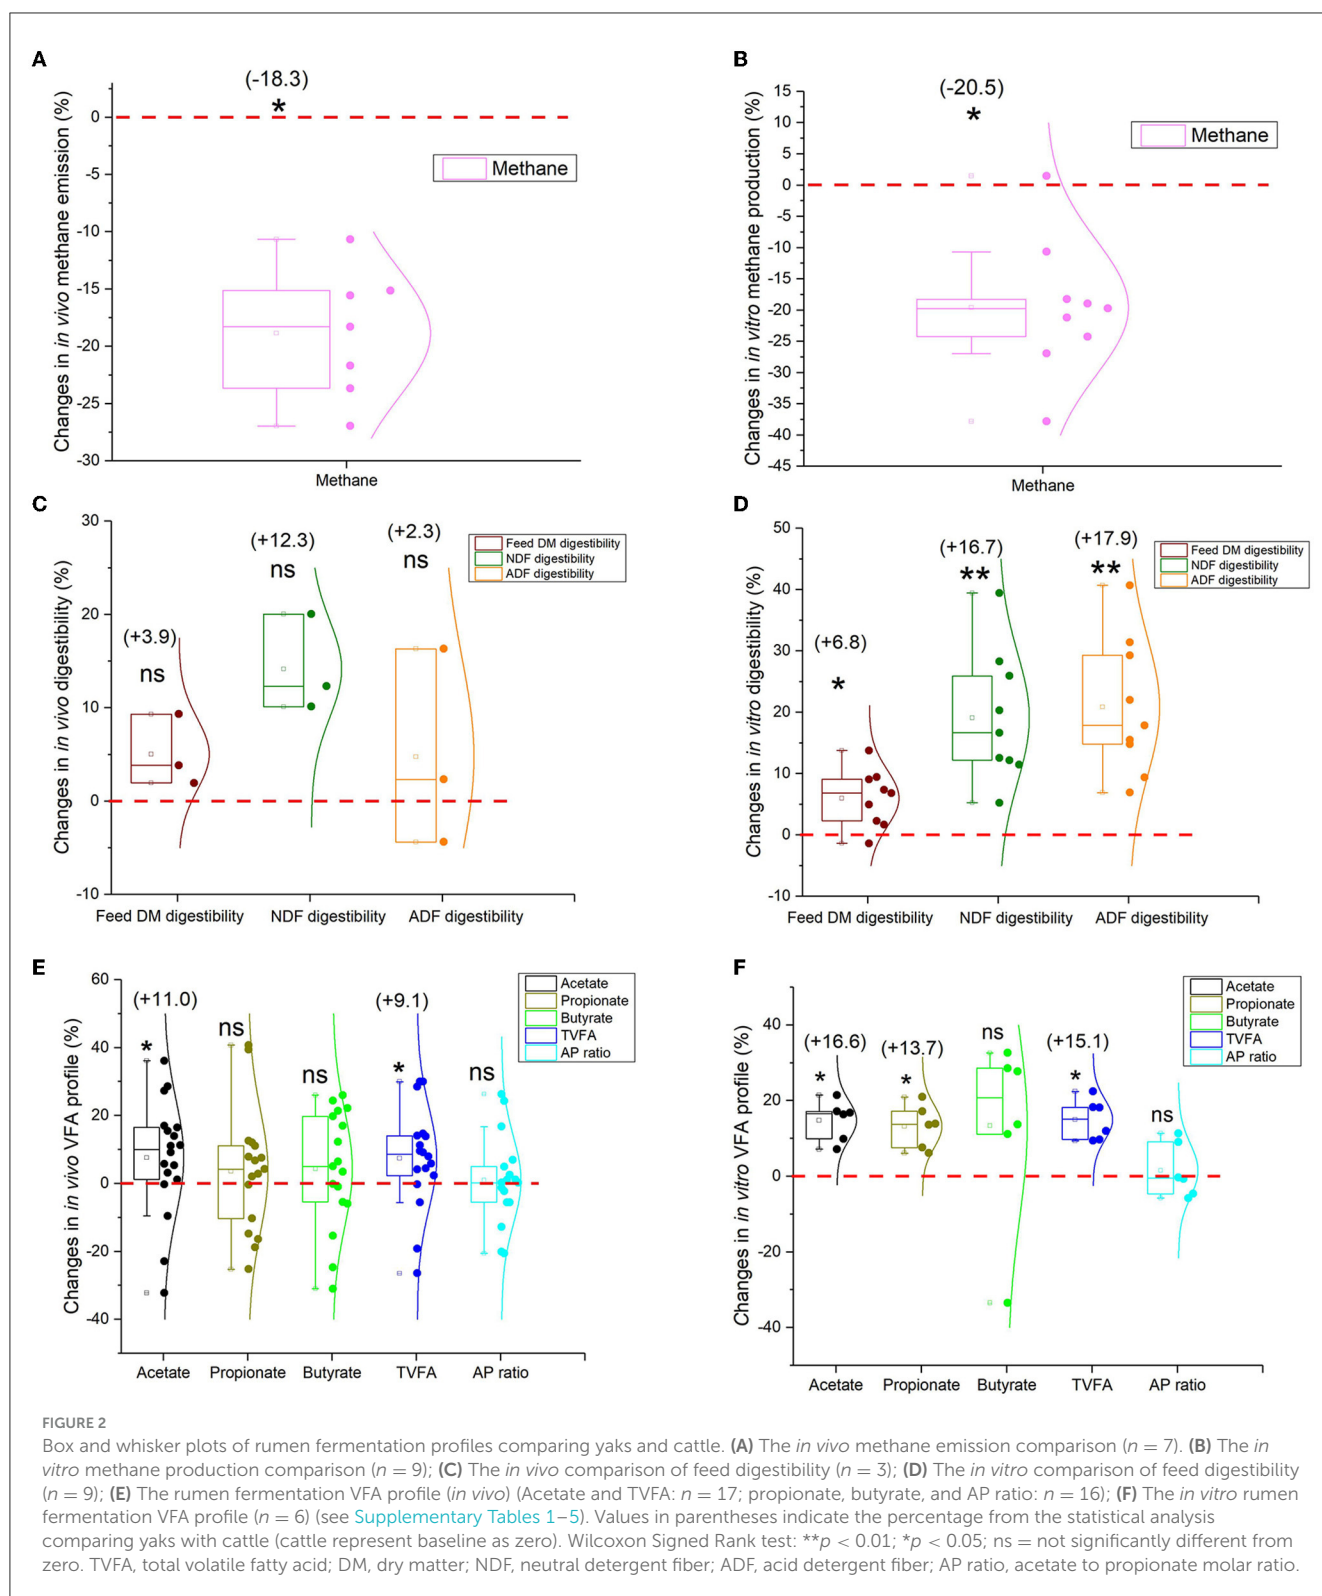 A
(-18.3)
*
Changes in in vivo methane emission (%)
0
-5
-10
-15
-20
-25
-30
Methane
Methane
B
(-20.5)
*
Changes in in vitro methane production (%)
15
10
5
0
-5
-10
-15
-20
-25
-30
-35
-40
-45
Methane
Methane
C
Changes in in vivo digestibility (%)
30
20
10
0
-10
(+3.9)
ns
(+12.3)
ns
(+2.3)
ns
Feed DM digestibility
NDF digestibility
ADF digestibility
Feed DM digestibility
NDF digestibility
ADF digestibility
D
Changes in in vitro digestibility (%)
50
40
30
20
10
0
-10
(+6.8)
*
(+16.7)
**
(+17.9)
**
Feed DM digestibility
NDF digestibility
ADF digestibility
Feed DM digestibility
NDF digestibility
ADF digestibility
E
Changes in in vivo VFA profile (%)
60
40
20
0
-20
-40
(+11.0)
*
ns
ns
(+9.1)
*
ns
Acetate
Propionate
Butyrate
TVFA
AP ratio
Acetate
Propionate
Butyrate
TVFA
AP ratio
F
Changes in in vitro VFA profile (%)
40
20
0
-20
-40
(+16.6)
*
(+13.7)
*
ns
(+15.1)
*
ns
Acetate
Propionate
Butyrate
TVFA
AP ratio
Acetate
Propionate
Butyrate
TVFA
AP ratio
FIGURE 2
Box and whisker plots of rumen fermentation profiles comparing yaks and cattle. (A) The in vivo methane emission comparison (n = 7). (B) The in
vitro methane production comparison (n = 9); (C) The in vivo comparison of feed digestibility (n = 3); (D) The in vitro comparison of feed digestibility
(n = 9); (E) The rumen fermentation VFA profile (in vivo) (Acetate and TVFA: n = 17; propionate, butyrate, and AP ratio: n = 16); (F) The in vitro rumen
fermentation VFA profile (n = 6) (see Supplementary Tables 1–5). Values in parentheses indicate the percentage from the statistical analysis
comparing yaks with cattle (cattle represent baseline as zero). Wilcoxon Signed Rank test: **p < 0.01; *p < 0.05; ns = not significantly different from
zero. TVFA, total volatile fatty acid; DM, dry matter; NDF, neutral detergent fiber; ADF, acid detergent fiber; AP ratio, acetate to propionate molar ratio.